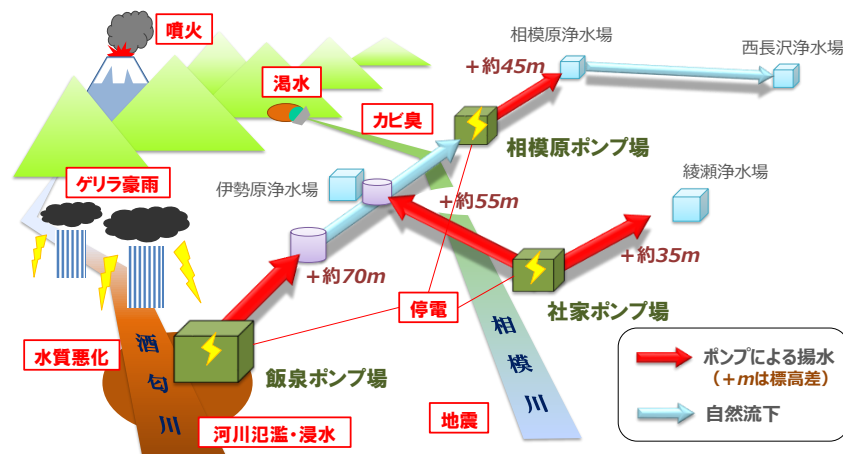 噴火
渇水
カビ臭
ゲリラ豪雨
伊勢原浄水場
相模原浄水場
西長沢浄水場
+約45m
相模原ポンプ場
綾瀬浄水場
+約55m
+約70m
+約35m
停電
社家ポンプ場
水質悪化
酒匂川
飯泉ポンプ場
相模川
河川氾濫・浸水
地震
ポンプによる揚水
(+mは標高差)
自然流下